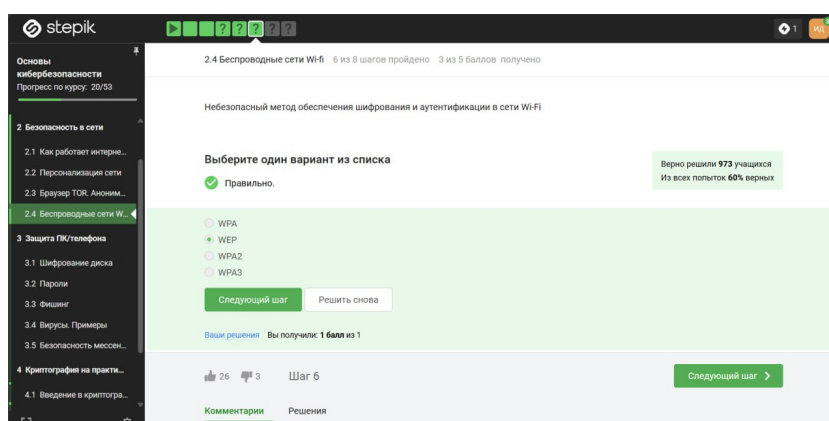 stepik
? ? ? ? ?
1
ИД
Основы
кибербезопасности
Прогресс по курсу: 20/53
2 Безопасность в сети
2.1 Как работает интерне...
2.2 Персонализация сети
2.3 Браузер TOR. Аноним...
2.4 Беспроводные сети W...
3 Защита ПК/телефона
3.1 Шифрование диска
3.2 Пароли
3.3 Фишинг
3.4 Вирусы. Примеры
3.5 Безопасность мессен...
4 Криптография на практи...
4.1 Введение в криптогра...
2.4 Беспроводные сети Wi-fi 6 из 8 шагов пройдено 3 из 5 баллов получено
Небезопасный метод обеспечения шифрования и аутентификации в сети Wi-Fi
Выберите один вариант из списка
Правильно.
Верно решили 973 учащихся
Из всех попыток 60% верных
WPA
WEP
WPA2
WPA3
Следующий шаг Решить снова
Ваши решения Вы получили: 1 балл из 1
26 3 Шаг 6
Следующий шаг
Комментарии Решения